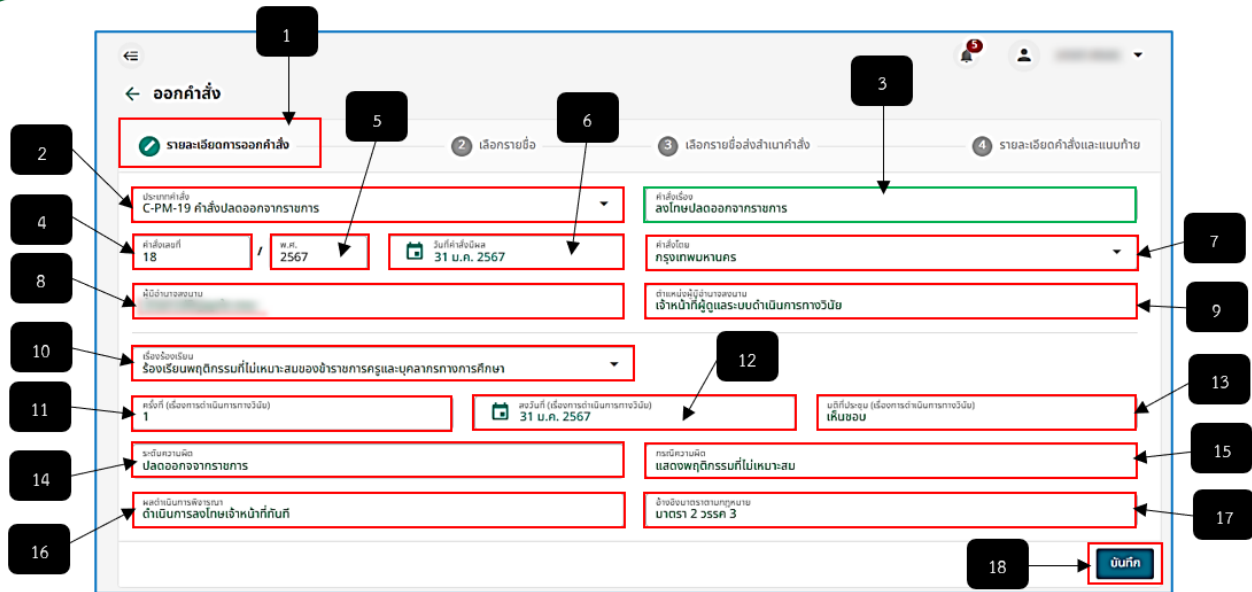 1
5
ออกคำสั่ง
3
5
6
2
รายละเอียดการออกคำสั่ง
2 เลือกรายชื่อ
3 เลือกรายชื่อส่งสำเนาคำสั่ง
4 รายละเอียดคำสั่งและแนบท้าย
ประเภทคำสั่ง
C-PM-19 คำสั่งปลดออกจากราชการ
คำสั่งเรื่อง
ลงโทษปลดออกจากราชการ
4
คำสั่งเลขที่
18
/
พ.ศ.
2567
วันที่คำสั่งมีผล
31 ม.ค. 2567
คำสั่งโดย
กรุงเทพมหานคร
7
8
ผู้มีอำนาจลงนาม
ตำแหน่งผู้มีอำนาจลงนาม
เจ้าหน้าที่ผู้ดูแลระบบดำเนินการทางวินัย
9
10
เรื่องร้องเรียน
ร้องเรียนพฤติกรรมที่ไม่เหมาะสมของข้าราชการครูและบุคลากรทางการศึกษา
12
11
ครั้งที่ (เรื่องการดำเนินการทางวินัย)
1
ลงวันที่ (เรื่องการดำเนินการทางวินัย)
31 ม.ค. 2567
มติที่ประชุม (เรื่องการดำเนินการทางวินัย)
เห็นชอบ
13
14
ระดับความผิด
ปลดออกจจากราชการ
กรณีความผิด
แสดงพฤติกรรมที่ไม่เหมาะสม
15
16
ผลดำเนินการพิจารณา
ดำเนินการลงโทษเจ้าหน้าที่ทันที
อ้างอิงมาตราตามกฎหมาย
มาตรา 2 วรรค 3
17
18
บันทึก